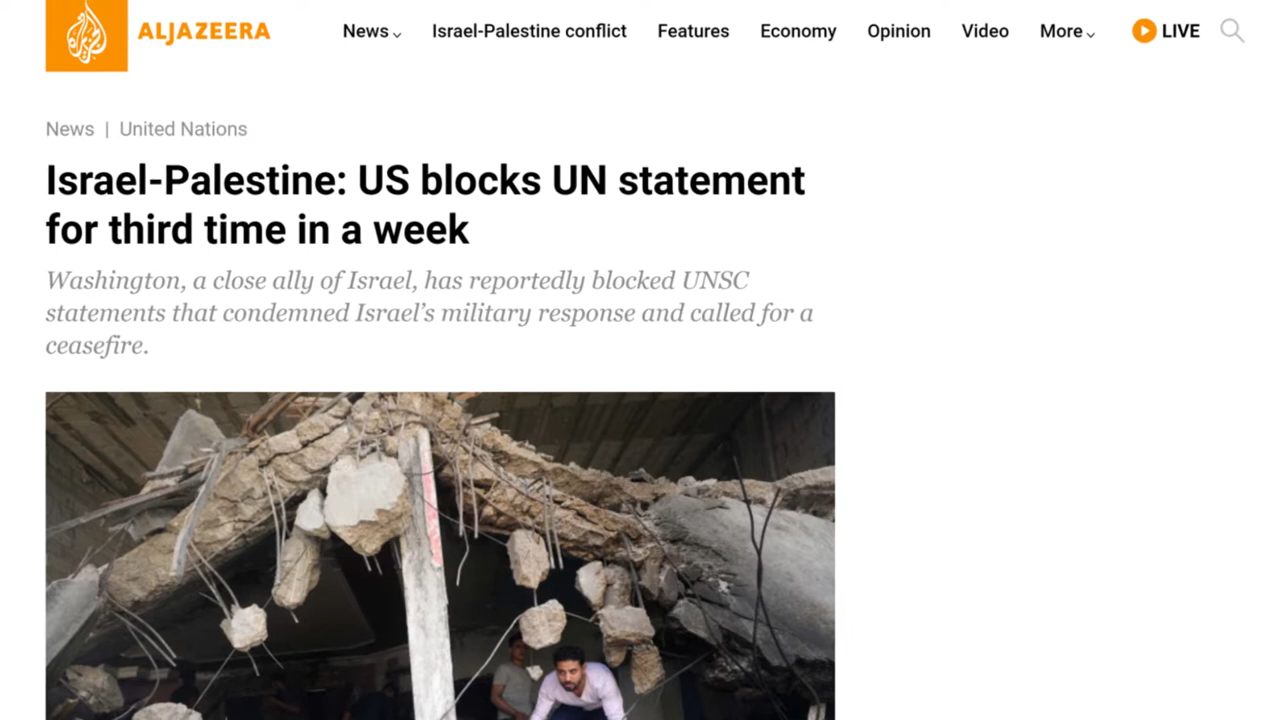 ALJAZEERA
News Israel-Palestine conflict Features Economy Opinion Video More LIVE
News | United Nations
Israel-Palestine: US blocks UN statement
for third time in a week
Washington, a close ally of Israel, has reportedly blocked UNSC
statements that condemned Israel’s military response and called for a
ceasefire.